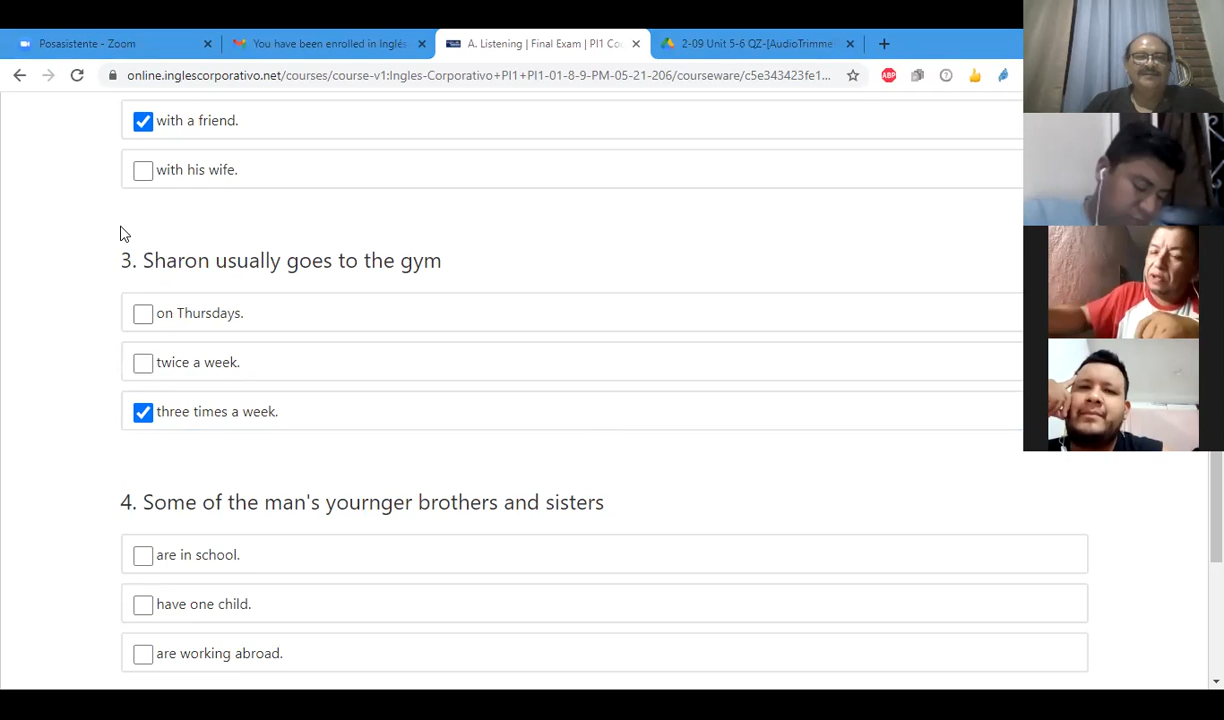 Posasistente - Zoom
You have been enrolled in Inglés
A. Listening | Final Exam | PI1 Co
2-09 Unit 5-6 QZ-[AudioTrimme
online.inglescorporativo.net/courses/course-v1:Ingles-Corporativo+PI1+PI1-01-8-9-PM-05-21-206/courseware/c5e343423fe1...
ABP
with a friend.
with his wife.
3. Sharon usually goes to the gym
on Thursdays.
twice a week.
three times a week.
4. Some of the man's yournger brothers and sisters
are in school.
have one child.
are working abroad.